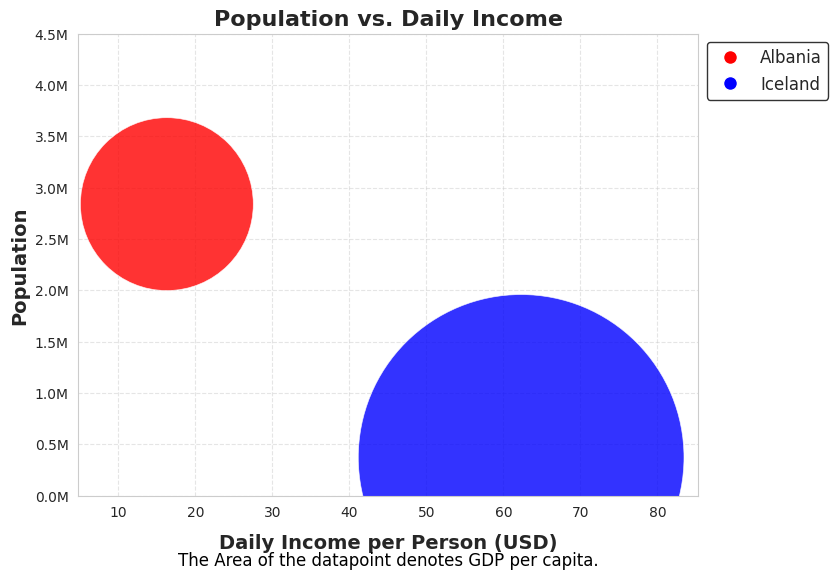 Population vs. Daily Income
4.5M
4.0M
3.5M
3.0M
2.5M
2.0M
1.5M
1.0M
0.5M
0.0M
Population
10 20 30 40 50 60 70 80
Daily Income per Person (USD)
The Area of the datapoint denotes GDP per capita.
Albania
Iceland